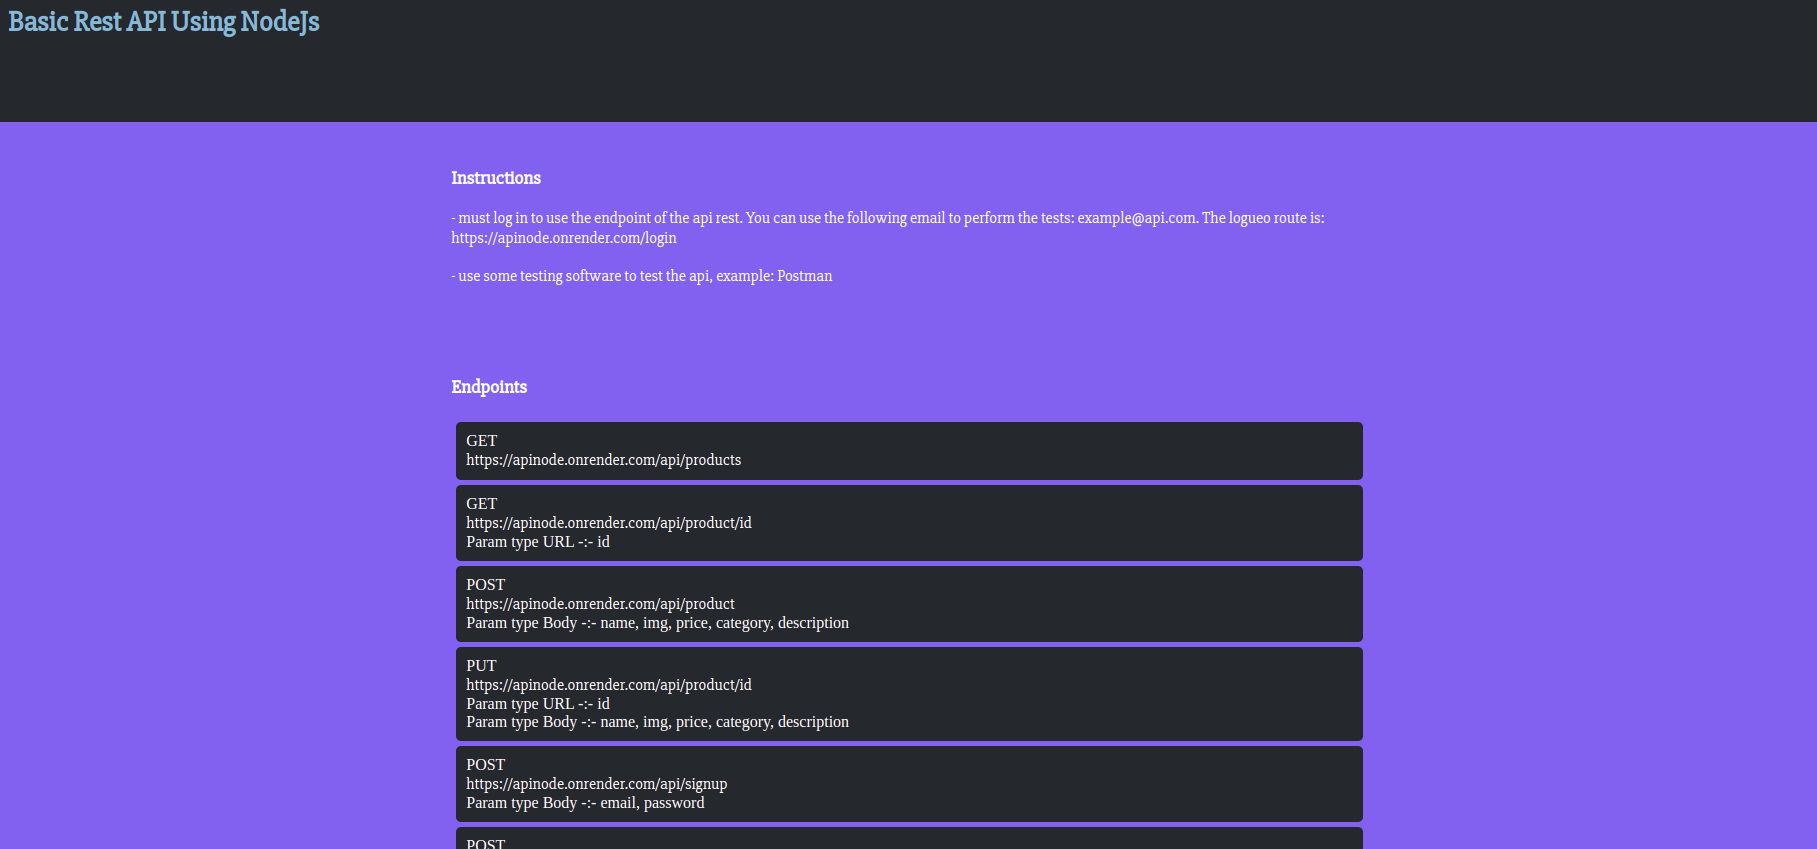 Basic Rest API Using NodeJs
Instructions
- must log in to use the endpoint of the api rest. You can use the following email to perform the tests: example@api.com. The logueo route is:
https://apinode.onrender.com/login
- use some testing software to test the api, example: Postman
Endpoints
GET
https://apinode.onrender.com/api/products
GET
https://apinode.onrender.com/api/product/id
Param type URL -:- id
POST
https://apinode.onrender.com/api/product
Param type Body -:- name, img, price, category, description
PUT
https://apinode.onrender.com/api/product/id
Param type URL -:- id
Param type Body -:- name, img, price, category, description
POST
https://apinode.onrender.com/api/signup
Param type Body -:- email, password
POST